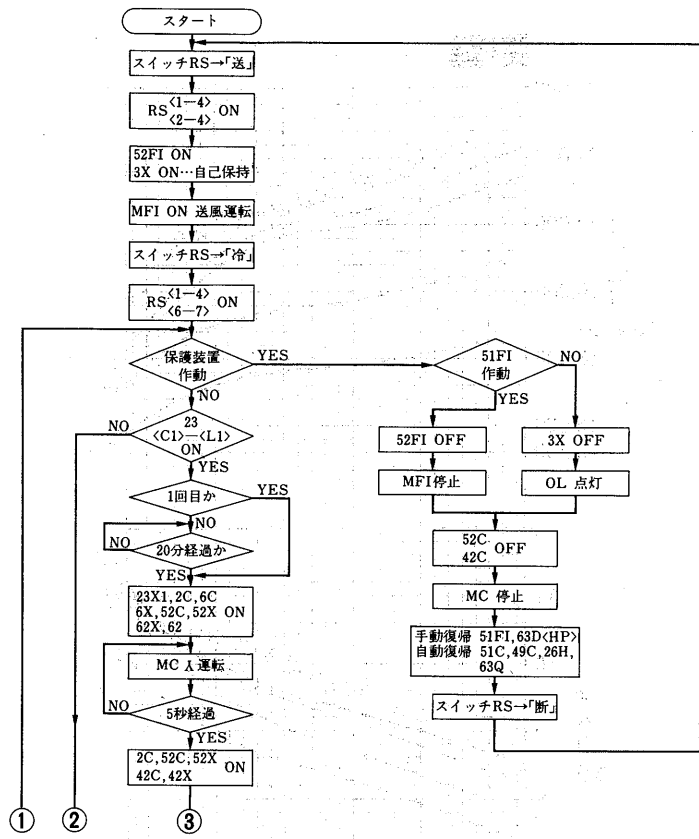 スタート
スイッチRS→「送」
RS<1－4>
<2－4> ON
52FI ON
3X ON…自己保持
MFI ON 送風運転
スイッチRS→「冷」
RS<1－4>
<6－7> ON
保護装置
作動
YES
NO
51FI
作動
NO
YES
23
<C1>－<L1>
ON
NO
YES
52FI OFF
3X OFF
MFI停止
OL 点灯
1回目か
YES
NO
20分経過か
NO
YES
52C
42C OFF
MC 停止
23X1,2C,6C
6X,52C,52X ON
62X,62
手動復帰 51FI,63D<HP>
自動復帰 51C,49C,26H,
63Q
MC 人 運転
5秒経過
NO
YES
スイッチRS→「断」
2C,52C,52X
42C,42X ON
① ② ③